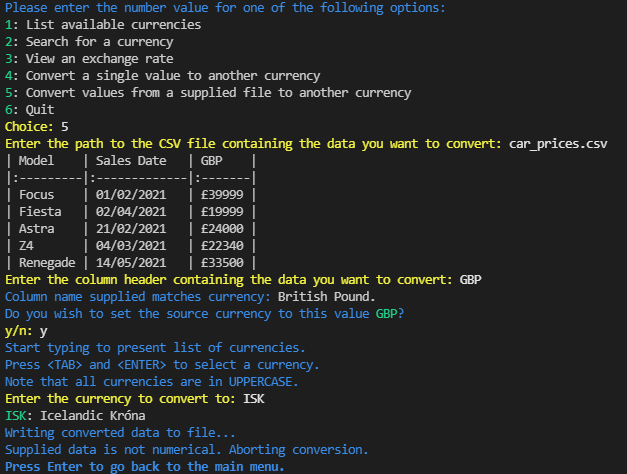 Please enter the number value for one of the following options:
1: List available currencies
2: Search for a currency
3: View an exchange rate
4: Convert a single value to another currency
5: Convert values from a supplied file to another currency
6: Quit
Choice: 5
Enter the path to the CSV file containing the data you want to convert: car_prices.csv
| Model    | Sales Date   | GBP    |
|:---------|:-------------|:-------|
| Focus    | 01/02/2021   | £39999 |
| Fiesta   | 02/04/2021   | £19999 |
| Astra    | 21/02/2021   | £24000 |
| Z4       | 04/03/2021   | £22340 |
| Renegade | 14/05/2021   | £33500 |
Enter the column header containing the data you want to convert: GBP
Column name supplied matches currency: British Pound.
Do you wish to set the source currency to this value GBP?
y/n: y
Start typing to present list of currencies.
Press <TAB> and <ENTER> to select a currency.
Note that all currencies are in UPPERCASE.
Enter the currency to convert to: ISK
ISK: Icelandic Króna
Writing converted data to file...
Supplied data is not numerical. Aborting conversion.
Press Enter to go back to the main menu.